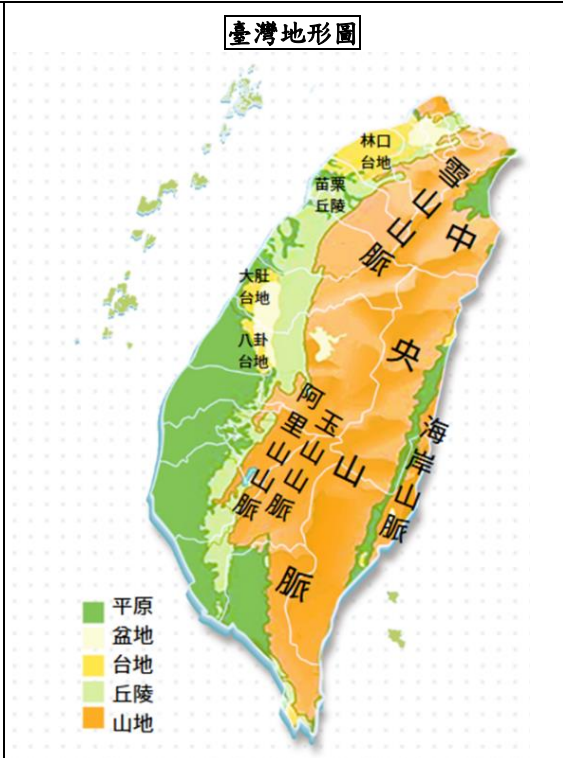 臺灣地形圖
林口
台地
苗栗
丘陵
雪山山脈
中央山脈
大肚
台地
八卦
台地
阿里山山脈
玉山山脈
海岸山脈
平原
盆地
台地
丘陵
山地